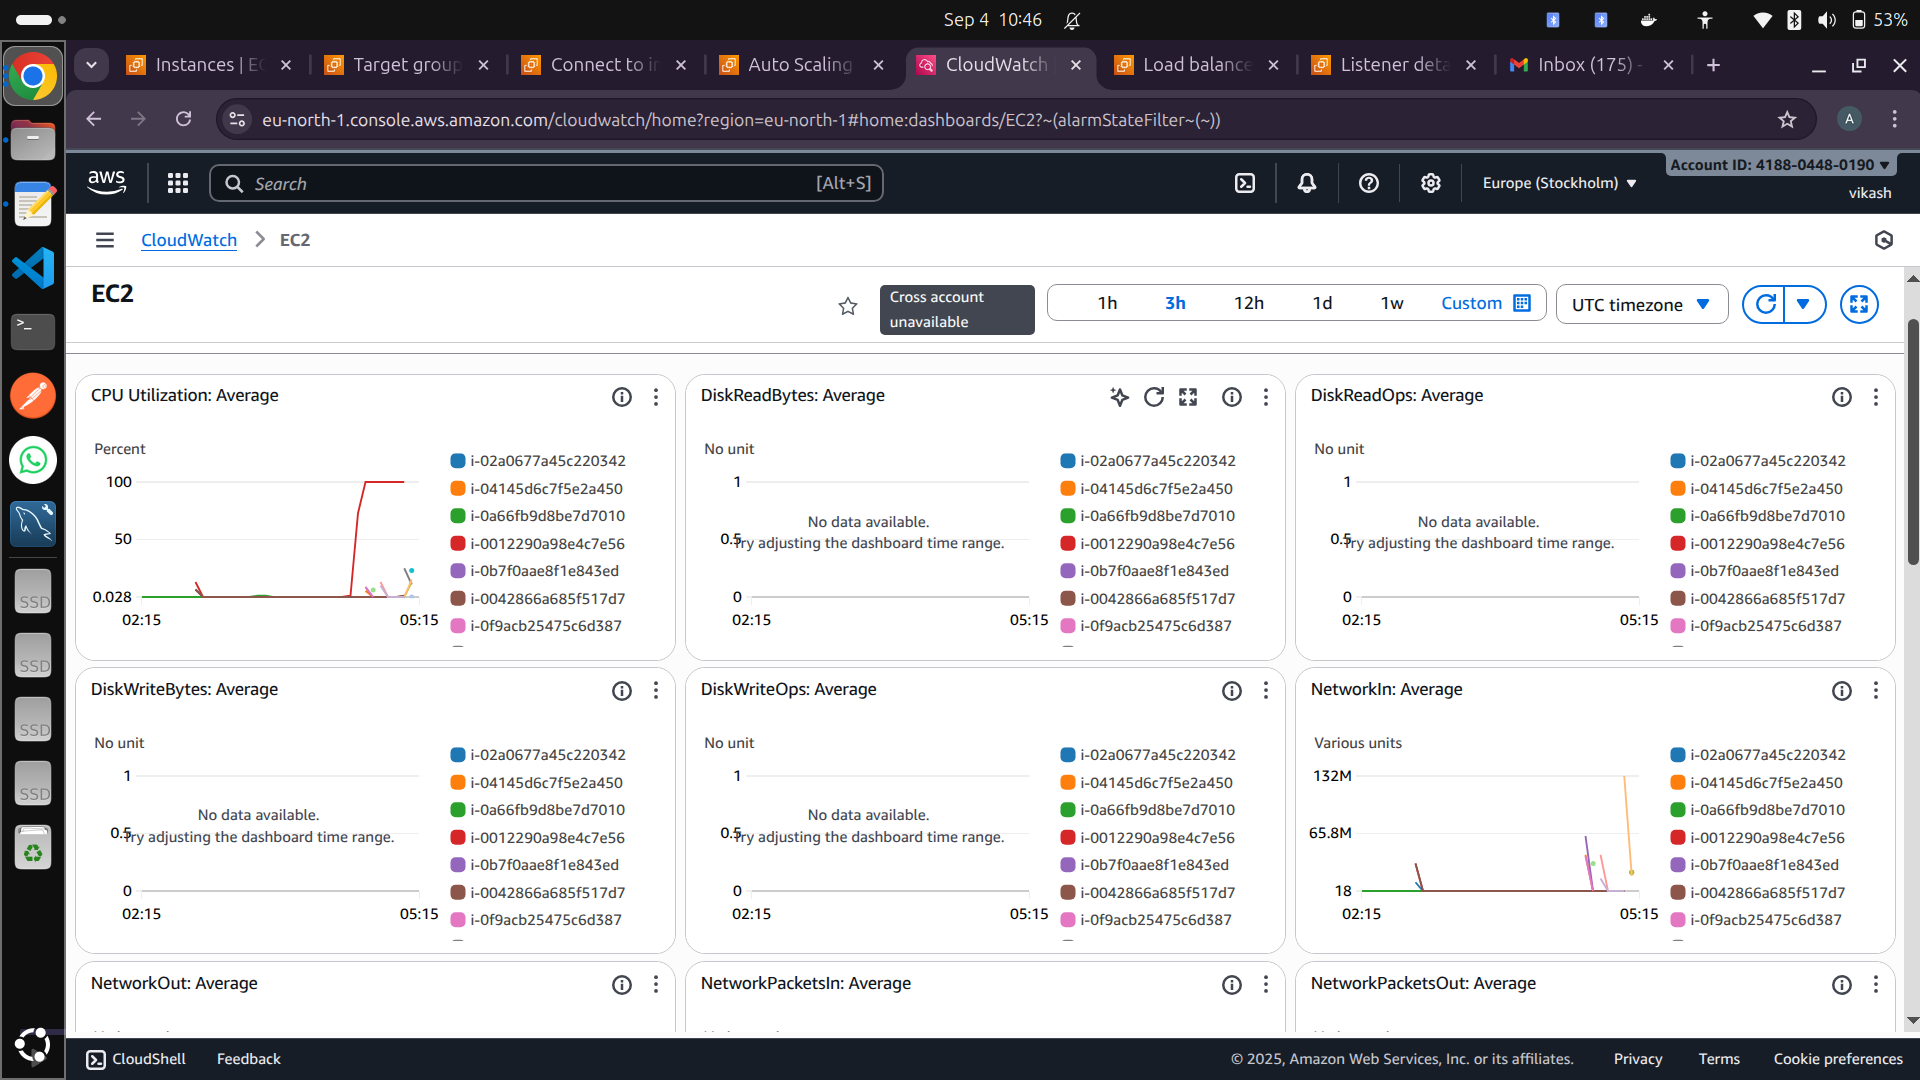 Sep 4 10:46
53%
Instances | EC
Target group
Connect to in
Auto Scaling
CloudWatch
Load balance
Listener deta
Inbox (175) -
eu-north-1.console.aws.amazon.com/cloudwatch/home?region=eu-north-1#home:dashboards/EC2?~(alarmStateFilter~(~))
A
aws
Search
[Alt+S]
Europe (Stockholm)
Account ID: 4188-0448-0190
vikash
CloudWatch
EC2
EC2
Cross account
unavailable
1h
3h
12h
1d
1w
Custom
UTC timezone
CPU Utilization: Average
Percent
100
50
0.028
02:15
05:15
i-02a0677a45c220342
i-04145d6c7f5e2a450
i-0a66fb9d8be7d7010
i-0012290a98e4c7e56
i-0b7f0aae8f1e843ed
i-0042866a685f517d7
i-0f9acb25475c6d387
DiskReadBytes: Average
No unit
1
0.5
0
No data available.
Try adjusting the dashboard time range.
02:15
05:15
i-02a0677a45c220342
i-04145d6c7f5e2a450
i-0a66fb9d8be7d7010
i-0012290a98e4c7e56
i-0b7f0aae8f1e843ed
i-0042866a685f517d7
i-0f9acb25475c6d387
DiskReadOps: Average
No unit
1
0.5
0
No data available.
Try adjusting the dashboard time range.
02:15
05:15
i-02a0677a45c220342
i-04145d6c7f5e2a450
i-0a66fb9d8be7d7010
i-0012290a98e4c7e56
i-0b7f0aae8f1e843ed
i-0042866a685f517d7
i-0f9acb25475c6d387
DiskWriteBytes: Average
No unit
1
0.5
0
No data available.
Try adjusting the dashboard time range.
02:15
05:15
i-02a0677a45c220342
i-04145d6c7f5e2a450
i-0a66fb9d8be7d7010
i-0012290a98e4c7e56
i-0b7f0aae8f1e843ed
i-0042866a685f517d7
i-0f9acb25475c6d387
DiskWriteOps: Average
No unit
1
0.5
0
No data available.
Try adjusting the dashboard time range.
02:15
05:15
i-02a0677a45c220342
i-04145d6c7f5e2a450
i-0a66fb9d8be7d7010
i-0012290a98e4c7e56
i-0b7f0aae8f1e843ed
i-0042866a685f517d7
i-0f9acb25475c6d387
NetworkIn: Average
Various units
132M
65.8M
18
02:15
05:15
i-02a0677a45c220342
i-04145d6c7f5e2a450
i-0a66fb9d8be7d7010
i-0012290a98e4c7e56
i-0b7f0aae8f1e843ed
i-0042866a685f517d7
i-0f9acb25475c6d387
NetworkOut: Average
NetworkPacketsIn: Average
NetworkPacketsOut: Average
SSD
SSD
SSD
SSD
CloudShell
Feedback
© 2025, Amazon Web Services, Inc. or its affiliates.
Privacy
Terms
Cookie preferences